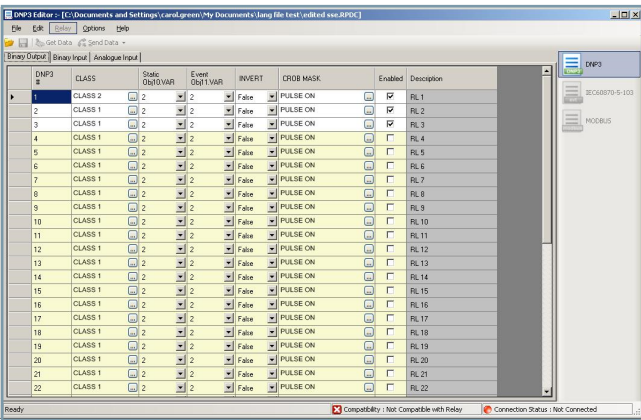 DNP3 Editor :- [C:\Documents and Settings\carol.green\My Documents\lang file test\edited sse.RPDC]
File Edit Relay Options Help
Get Data Send Data
Binary Output Binary Input Analogue Input
DNP3 # CLASS Static Obj10.VAR Event Obj11.VAR INVERT CROB MASK Enabled Description
1 CLASS 2 ... 2 2 False PULSE ON ... RL 1
2 CLASS 1 ... 2 2 False PULSE ON ... RL 2
3 CLASS 1 ... 2 2 False PULSE ON ... RL 3
4 CLASS 1 ... 2 2 False PULSE ON ... RL 4
5 CLASS 1 ... 2 2 False PULSE ON ... RL 5
6 CLASS 1 ... 2 2 False PULSE ON ... RL 6
7 CLASS 1 ... 2 2 False PULSE ON ... RL 7
8 CLASS 1 ... 2 2 False PULSE ON ... RL 8
9 CLASS 1 ... 2 2 False PULSE ON ... RL 9
10 CLASS 1 ... 2 2 False PULSE ON ... RL 10
11 CLASS 1 ... 2 2 False PULSE ON ... RL 11
12 CLASS 1 ... 2 2 False PULSE ON ... RL 12
13 CLASS 1 ... 2 2 False PULSE ON ... RL 13
14 CLASS 1 ... 2 2 False PULSE ON ... RL 14
15 CLASS 1 ... 2 2 False PULSE ON ... RL 15
16 CLASS 1 ... 2 2 False PULSE ON ... RL 16
17 CLASS 1 ... 2 2 False PULSE ON ... RL 17
18 CLASS 1 ... 2 2 False PULSE ON ... RL 18
19 CLASS 1 ... 2 2 False PULSE ON ... RL 19
20 CLASS 1 ... 2 2 False PULSE ON ... RL 20
21 CLASS 1 ... 2 2 False PULSE ON ... RL 21
22 CLASS 1 ... 2 2 False PULSE ON ... RL 22
DNP3
IEC60870-5-103
MODBUS
Ready Compatibility : Not Compatible with Relay Connection Status : Not Connected